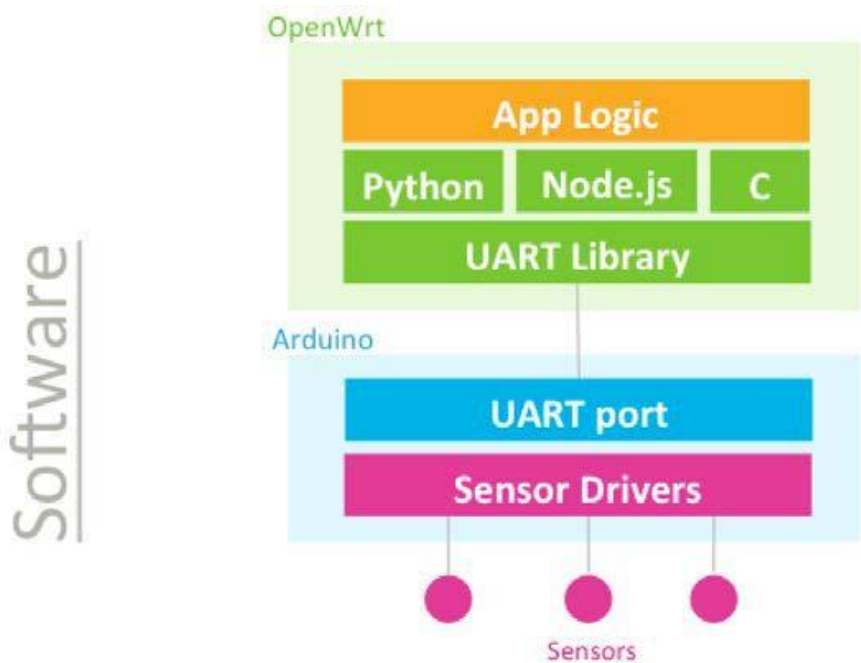 OpenWrt
App Logic
Python Node.js C
UART Library
Software
Arduino
UART port
Sensor Drivers
Sensors